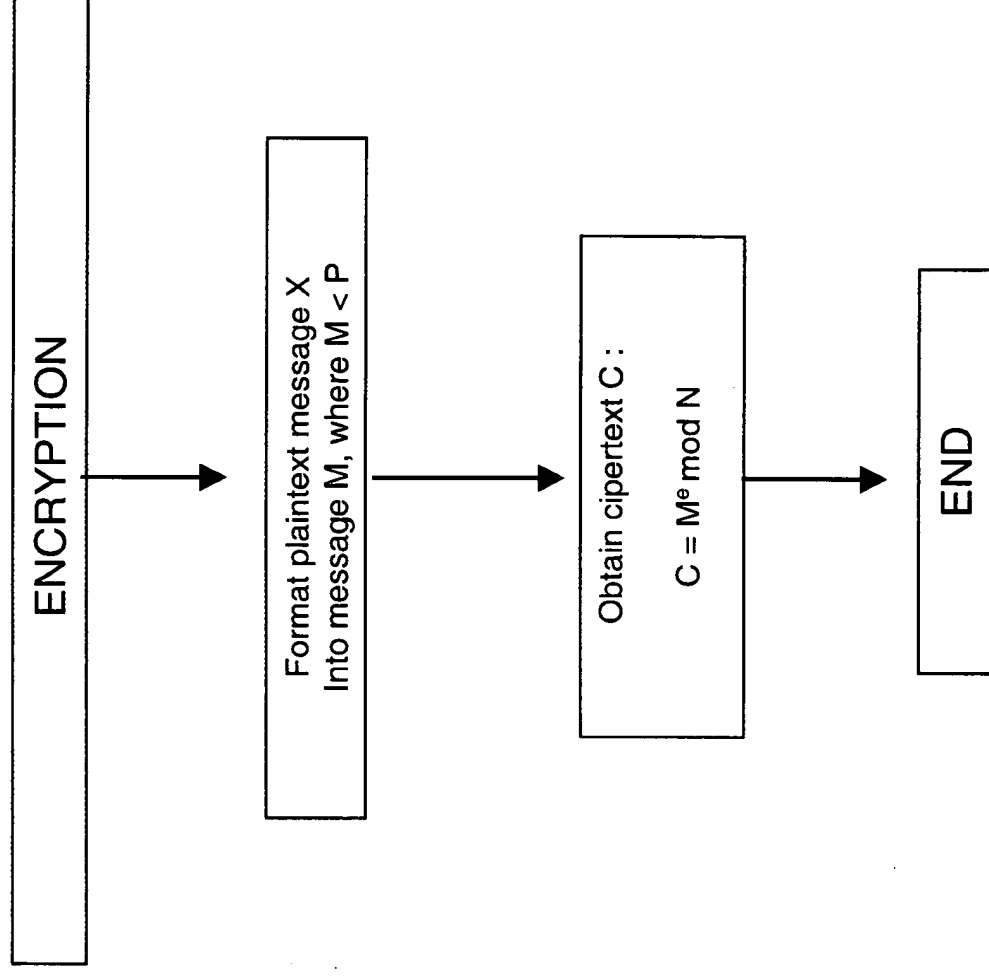 ENCRYPTION
Format plaintext message X
Into message M, where M < P
Obtain cipertext C :
C = Mᵉ mod N
END